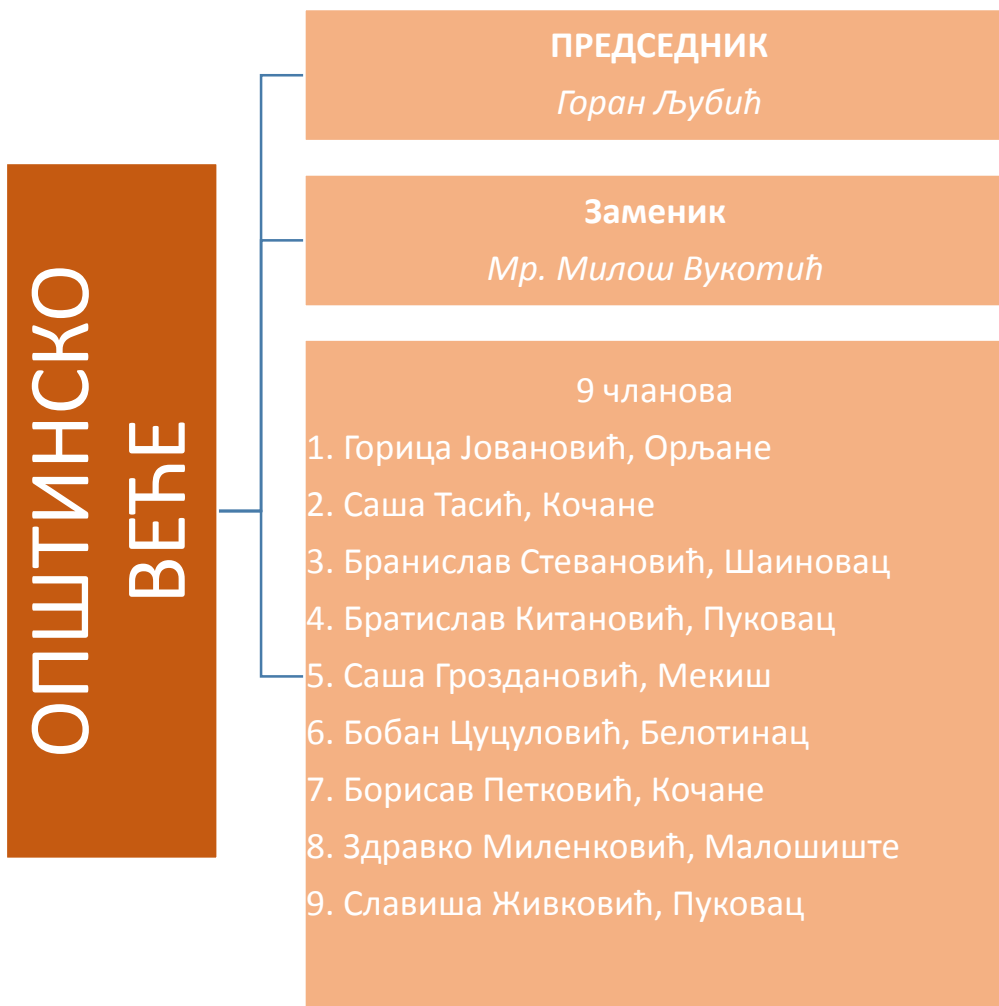 ОПШТИНСКО
ВЕЋЕ
ПРЕДСЕДНИК
Горан Љубић
Заменик
Мр. Милош Вукотић
9 чланова
1. Горица Јовановић, Орљане
2. Саша Тасић, Кочане
3. Бранислав Стевановић, Шаиновац
4. Братислав Китановић, Пуковац
5. Саша Гроздановић, Мекиш
6. Бобан Цуцуловић, Белотинац
7. Борисав Петковић, Кочане
8. Здравко Миленковић, Малошиште
9. Славиша Живковић, Пуковац